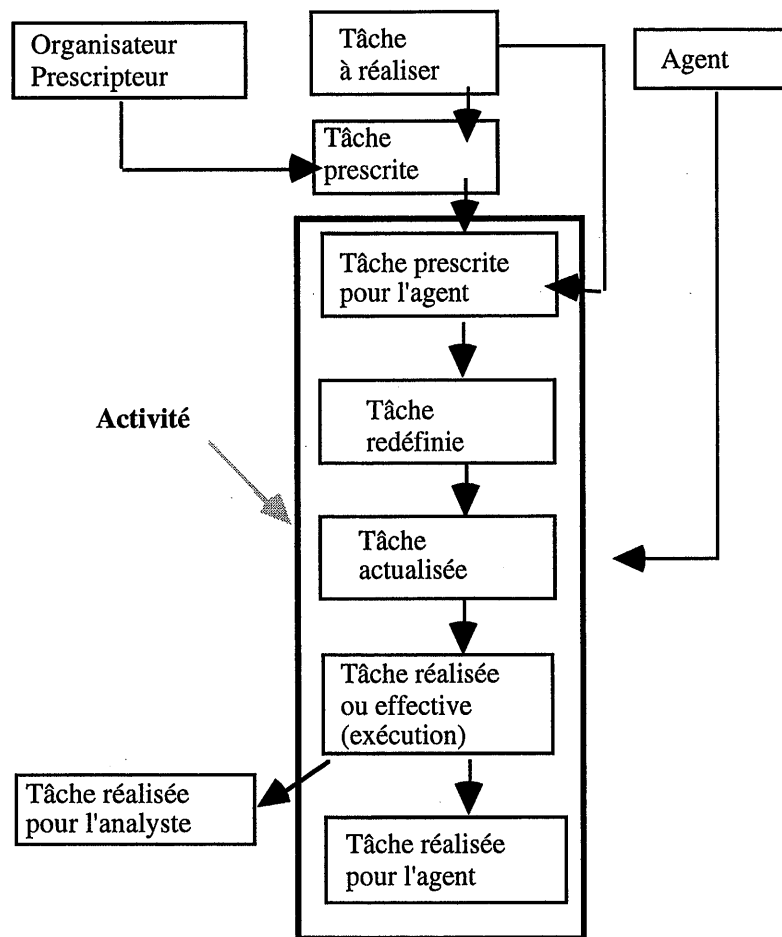 Organisateur
Prescripteur
Tâche
à réaliser
Agent
Tâche
prescrite
Tâche prescrite
pour l'agent
Activité
Tâche
redéfinie
Tâche
actualisée
Tâche réalisée
ou effective
(exécution)
Tâche réalisée
pour l'analyste
Tâche réalisée
pour l'agent